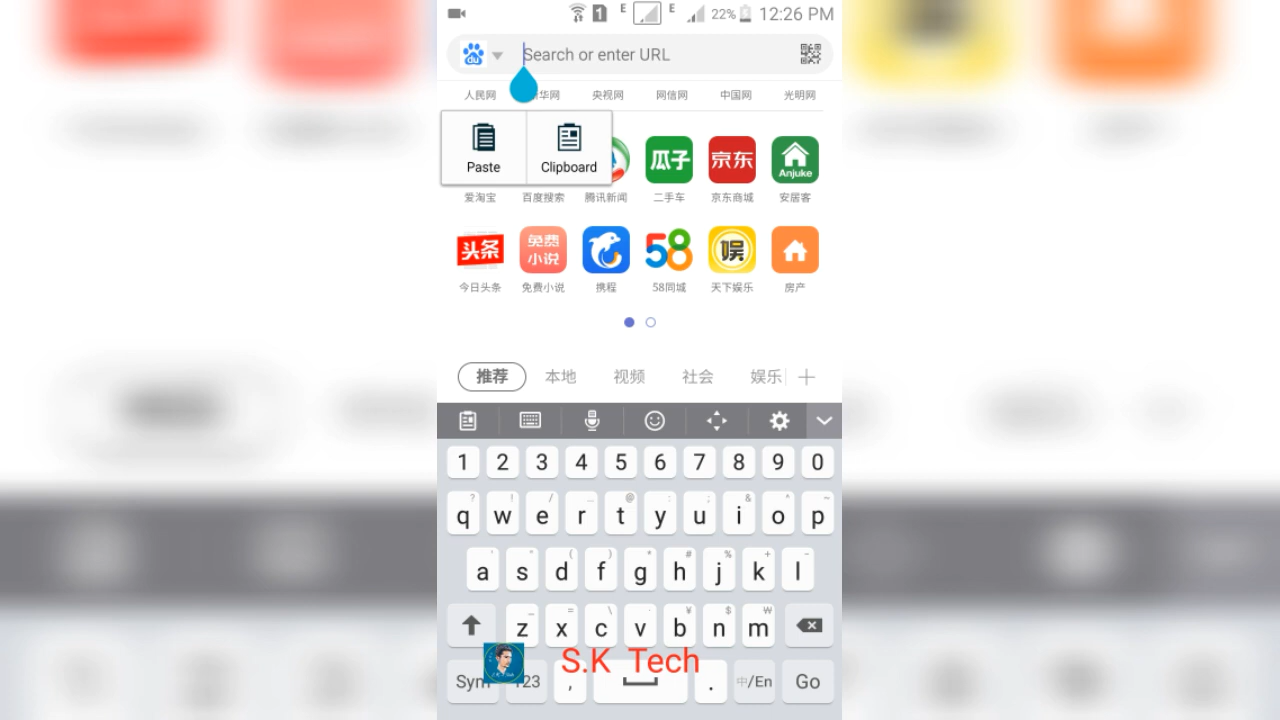 1 E E 22% 12:26 PM
du Search or enter URL
人民网 华网 央视网 网信网 中国网 光明网
Paste Clipboard
瓜子 京东 Anjuke
爱淘宝 百度搜索 腾讯新闻 二手车 京东商城 安居客
头条 免费小说 58 娱
今日头条 免费小说 携程 58同城 天下娱乐 房产
推荐 本地 视频 社会 娱乐
1 2 3 4 5 6 7 8 9 0
q w e r t y u i o p
a s d f g h j k l
z x c v b n m
S.K Tech
Sym 123 , . 中/En Go